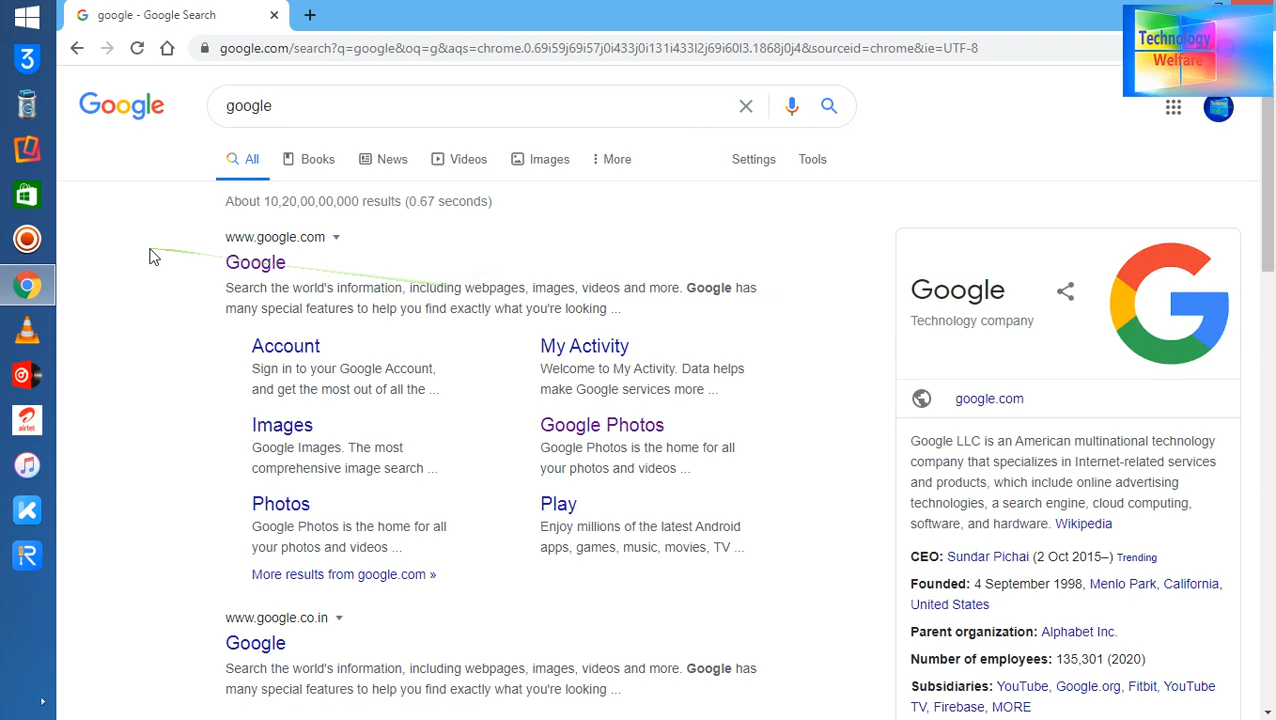 google - Google Search
google.com/search?q=google&oq=g&aqs=chrome.0.69i59j69i57j0i433j0i131i433l2j69i60l3.1068j0j4&sourceid=chrome&ie=UTF-8
Technology
Welfare
Google
google
All
Books
News
Videos
Images
More
Settings
Tools
About 10,20,00,00,000 results (0.67 seconds)
www.google.com
Google
Search the world's information, including webpages, images, videos and more. Google has
many special features to help you find exactly what you're looking ...
Account
Sign in to your Google Account,
and get the most out of all the ...
My Activity
Welcome to My Activity. Data helps
make Google services more ...
Images
Google Images. The most
comprehensive image search ...
Google Photos
Google Photos is the home for all
your photos and videos ...
Photos
Google Photos is the home for all
your photos and videos ...
Play
Enjoy millions of the latest Android
apps, games, music, movies, TV ...
More results from google.com »
www.google.co.in
Google
Search the world's information, including webpages, images, videos and more. Google has
many special features to help you find exactly what you're looking ...
Google
Technology company
google.com
Google LLC is an American multinational technology
company that specializes in Internet-related services
and products, which include online advertising
technologies, a search engine, cloud computing,
software, and hardware. Wikipedia
CEO: Sundar Pichai (2 Oct 2015–) Trending
Founded: 4 September 1998, Menlo Park, California,
United States
Parent organization: Alphabet Inc.
Number of employees: 135,301 (2020)
Subsidiaries: YouTube, Google.org, Fitbit, YouTube
TV, Firebase, MORE
airtel